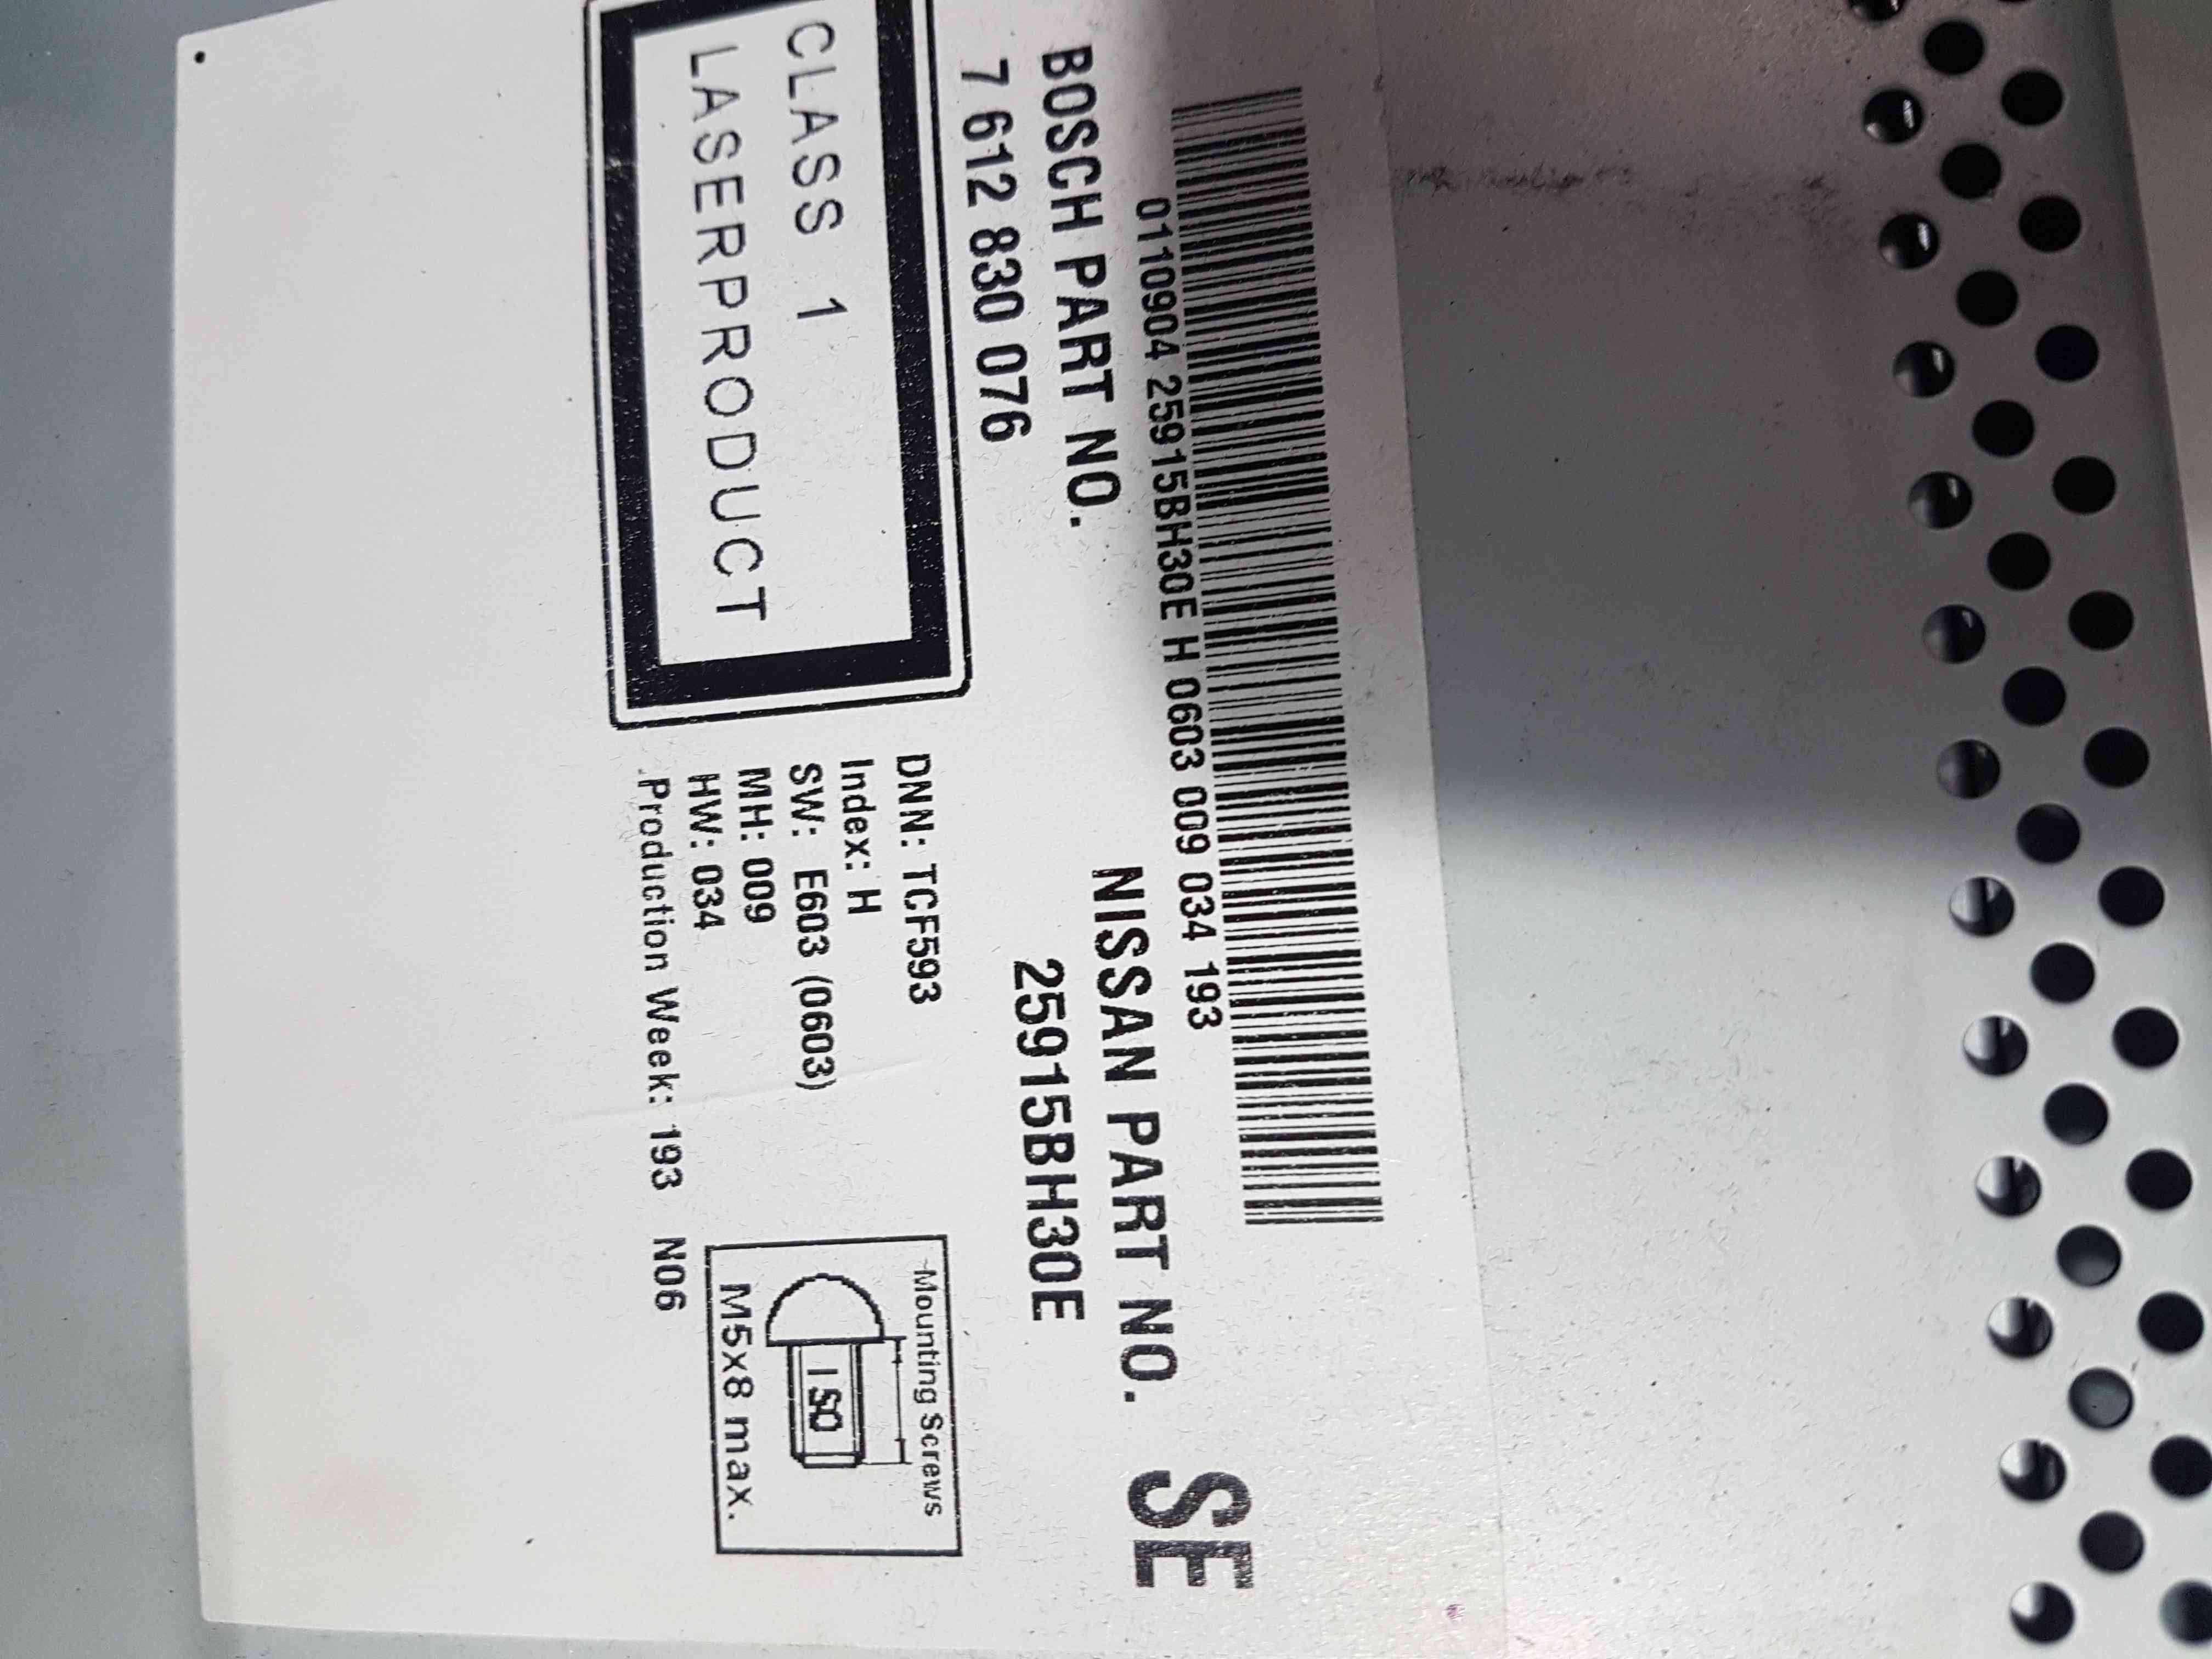 0110904 25915BH30E H 0603 009 034 193
SE
BOSCH PART NO.
NISSAN PART NO.
7 612 830 076
25915BH30E
CLASS 1
LASERPRODUCT
DNN: TCF593
Index: H
SW: E603 (0603)
MH: 009
HW: 034
Production Week: 193 N06
Mounting Screws
ISO
M5x8 max.